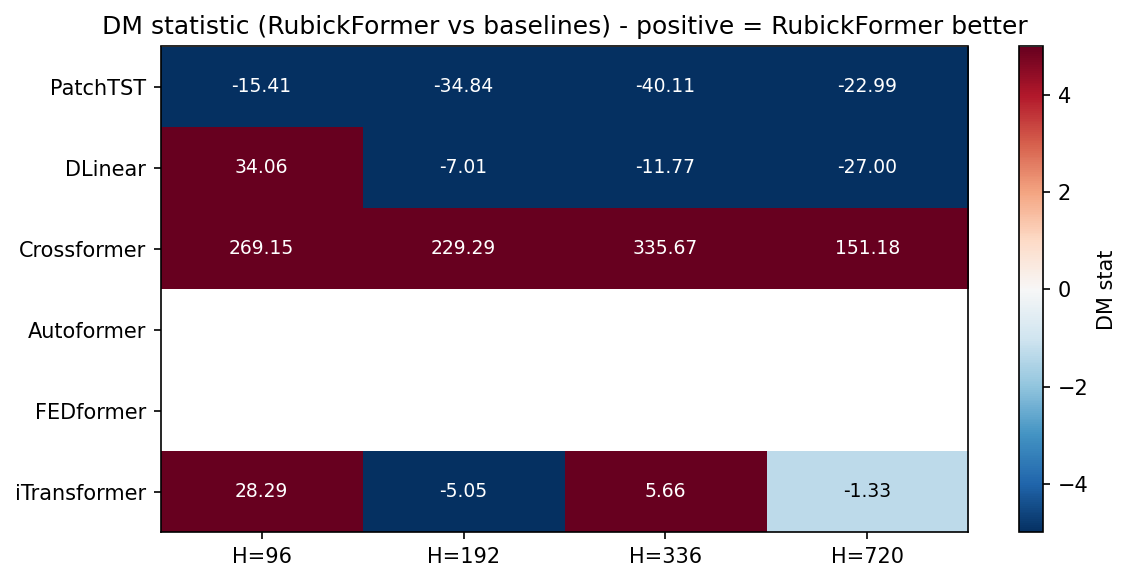 DM statistic (RubickFormer vs baselines) - positive = RubickFormer better
PatchTST -15.41 -34.84 -40.11 -22.99
DLinear 34.06 -7.01 -11.77 -27.00
Crossformer 269.15 229.29 335.67 151.18
Autoformer
FEDformer
iTransformer 28.29 -5.05 5.66 -1.33
H=96 H=192 H=336 H=720
4
2
0
−2
−4
DM stat